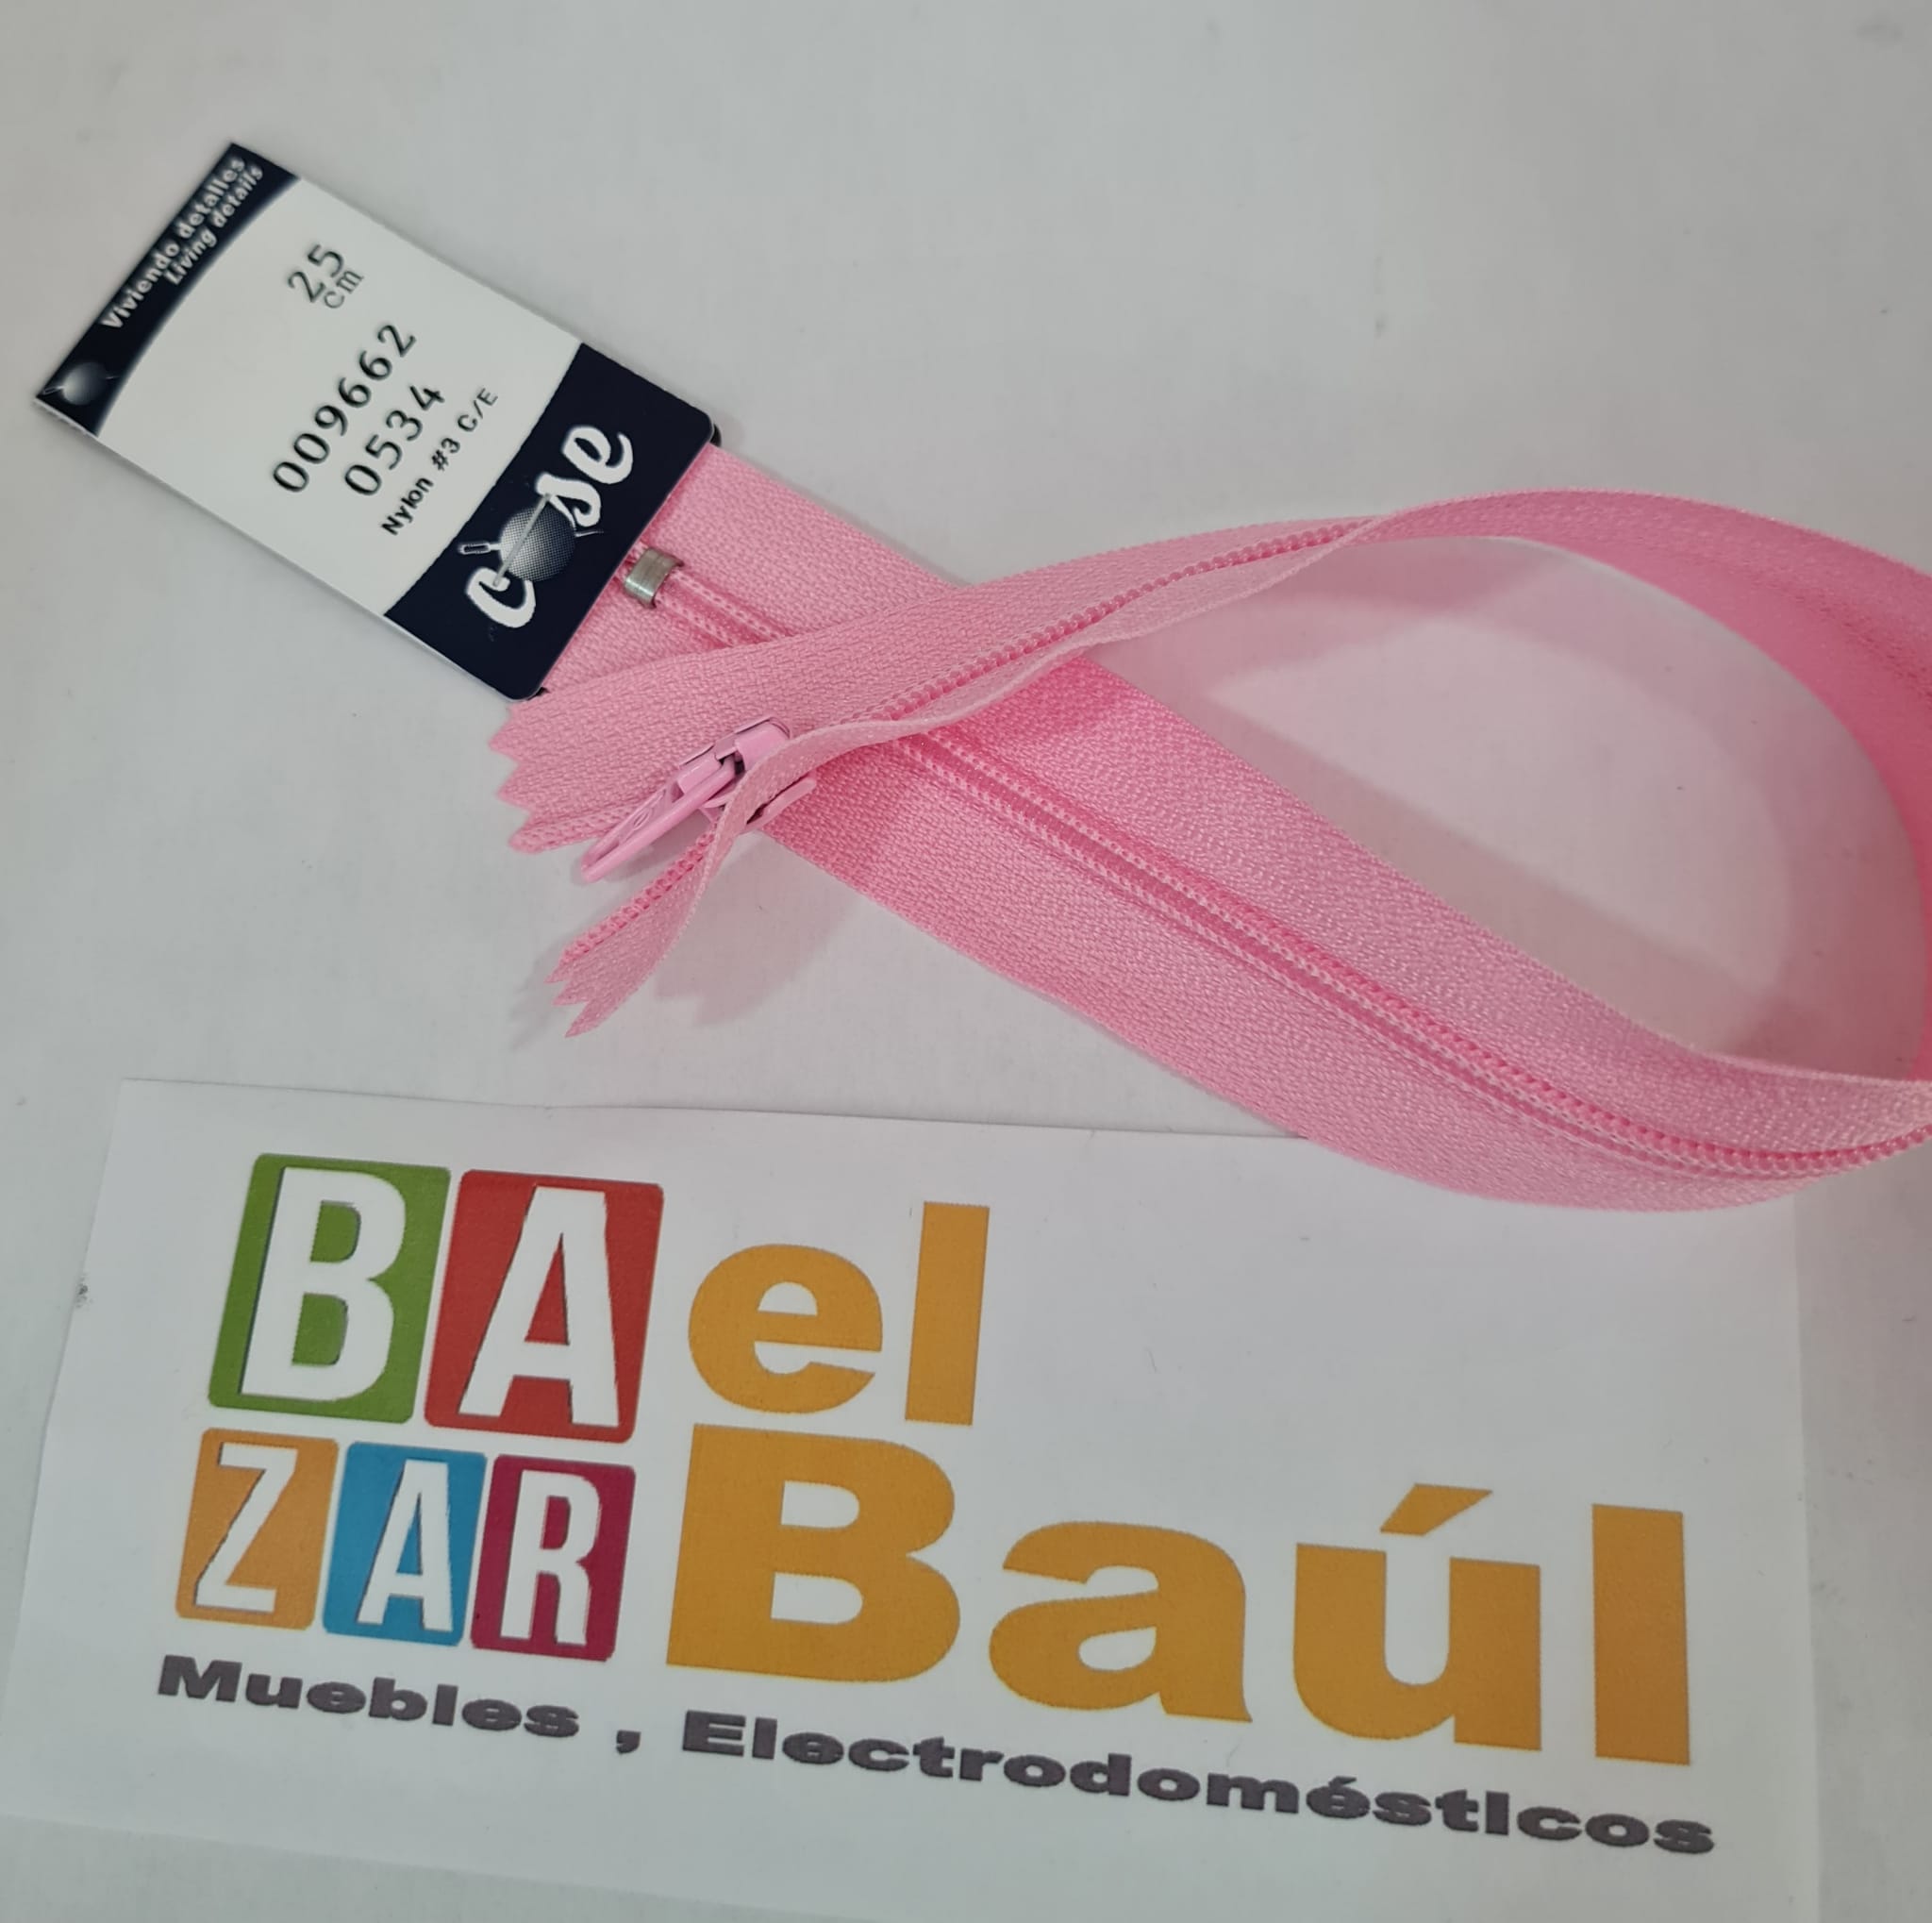 Viviendo detalles
Living details
25
cm
009662
0534
Nylon #3 C/E
cose
BA el
ZAR Baúl
Muebles , Electrodomésticos